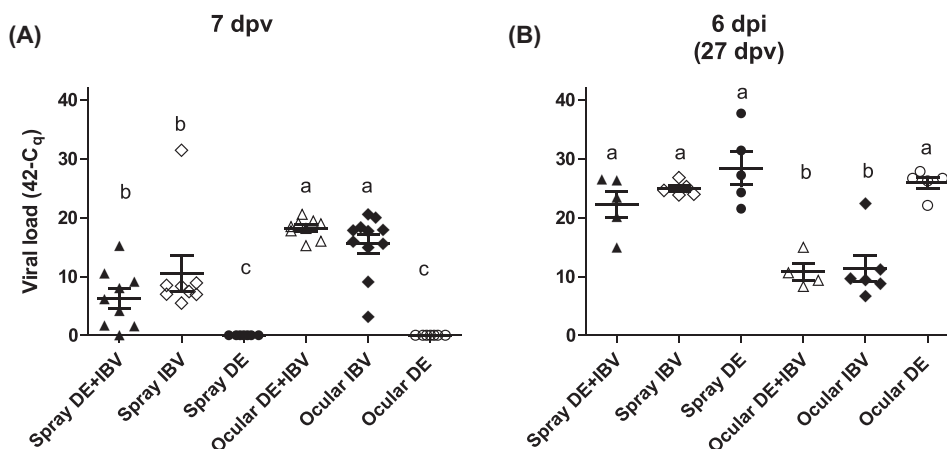 (A)
7 dpv
Viral load (42-Cq)
40
30
20
10
0
b
b
c
a
a
c
Spray DE+IBV
Spray IBV
Spray DE
Ocular DE+IBV
Ocular IBV
Ocular DE
(B)
6 dpi
(27 dpv)
40
30
20
10
0
a
a
a
b
b
a
Spray DE+IBV
Spray IBV
Spray DE
Ocular DE+IBV
Ocular IBV
Ocular DE